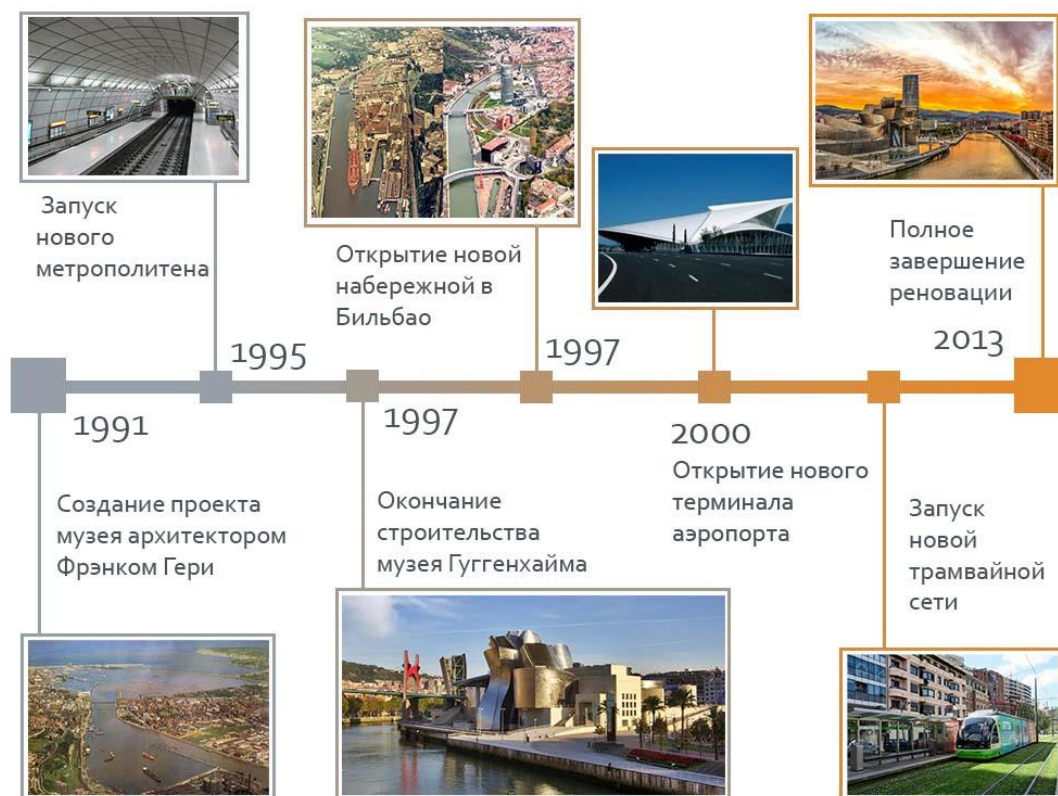 Запуск
нового
метрополитена
1995
1991
Создание проекта
музея архитектором
Фрэнком Гери
Открытие новой
набережной в
Бильбао
1997
1997
Окончание
строительства
музея Гуггенхайма
2000
Открытие нового
терминала
аэропорта
Полное
завершение
реновации
2013
Запуск
новой
трамвайной
сети